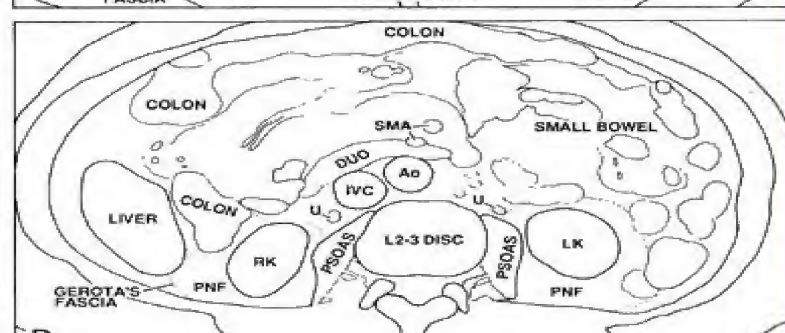 FASCIA
COLON
COLON
SMA
SMALL BOWEL
DUO
Ao
IVC
LIVER
COLON
U
U
PSOAS
L2-3 DISC
PSOAS
LK
RK
GEROTA'S
FASCIA
PNF
PNF